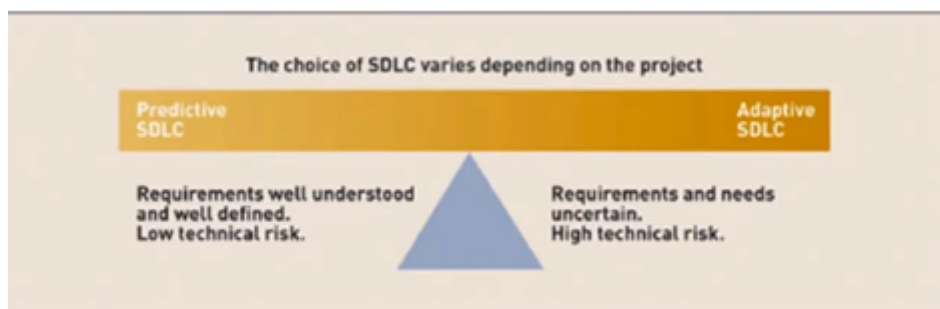 The choice of SDLC varies depending on the project
Predictive
SDLC
Adaptive
SDLC
Requirements well understood
and well defined.
Low technical risk.
Requirements and needs
uncertain.
High technical risk.